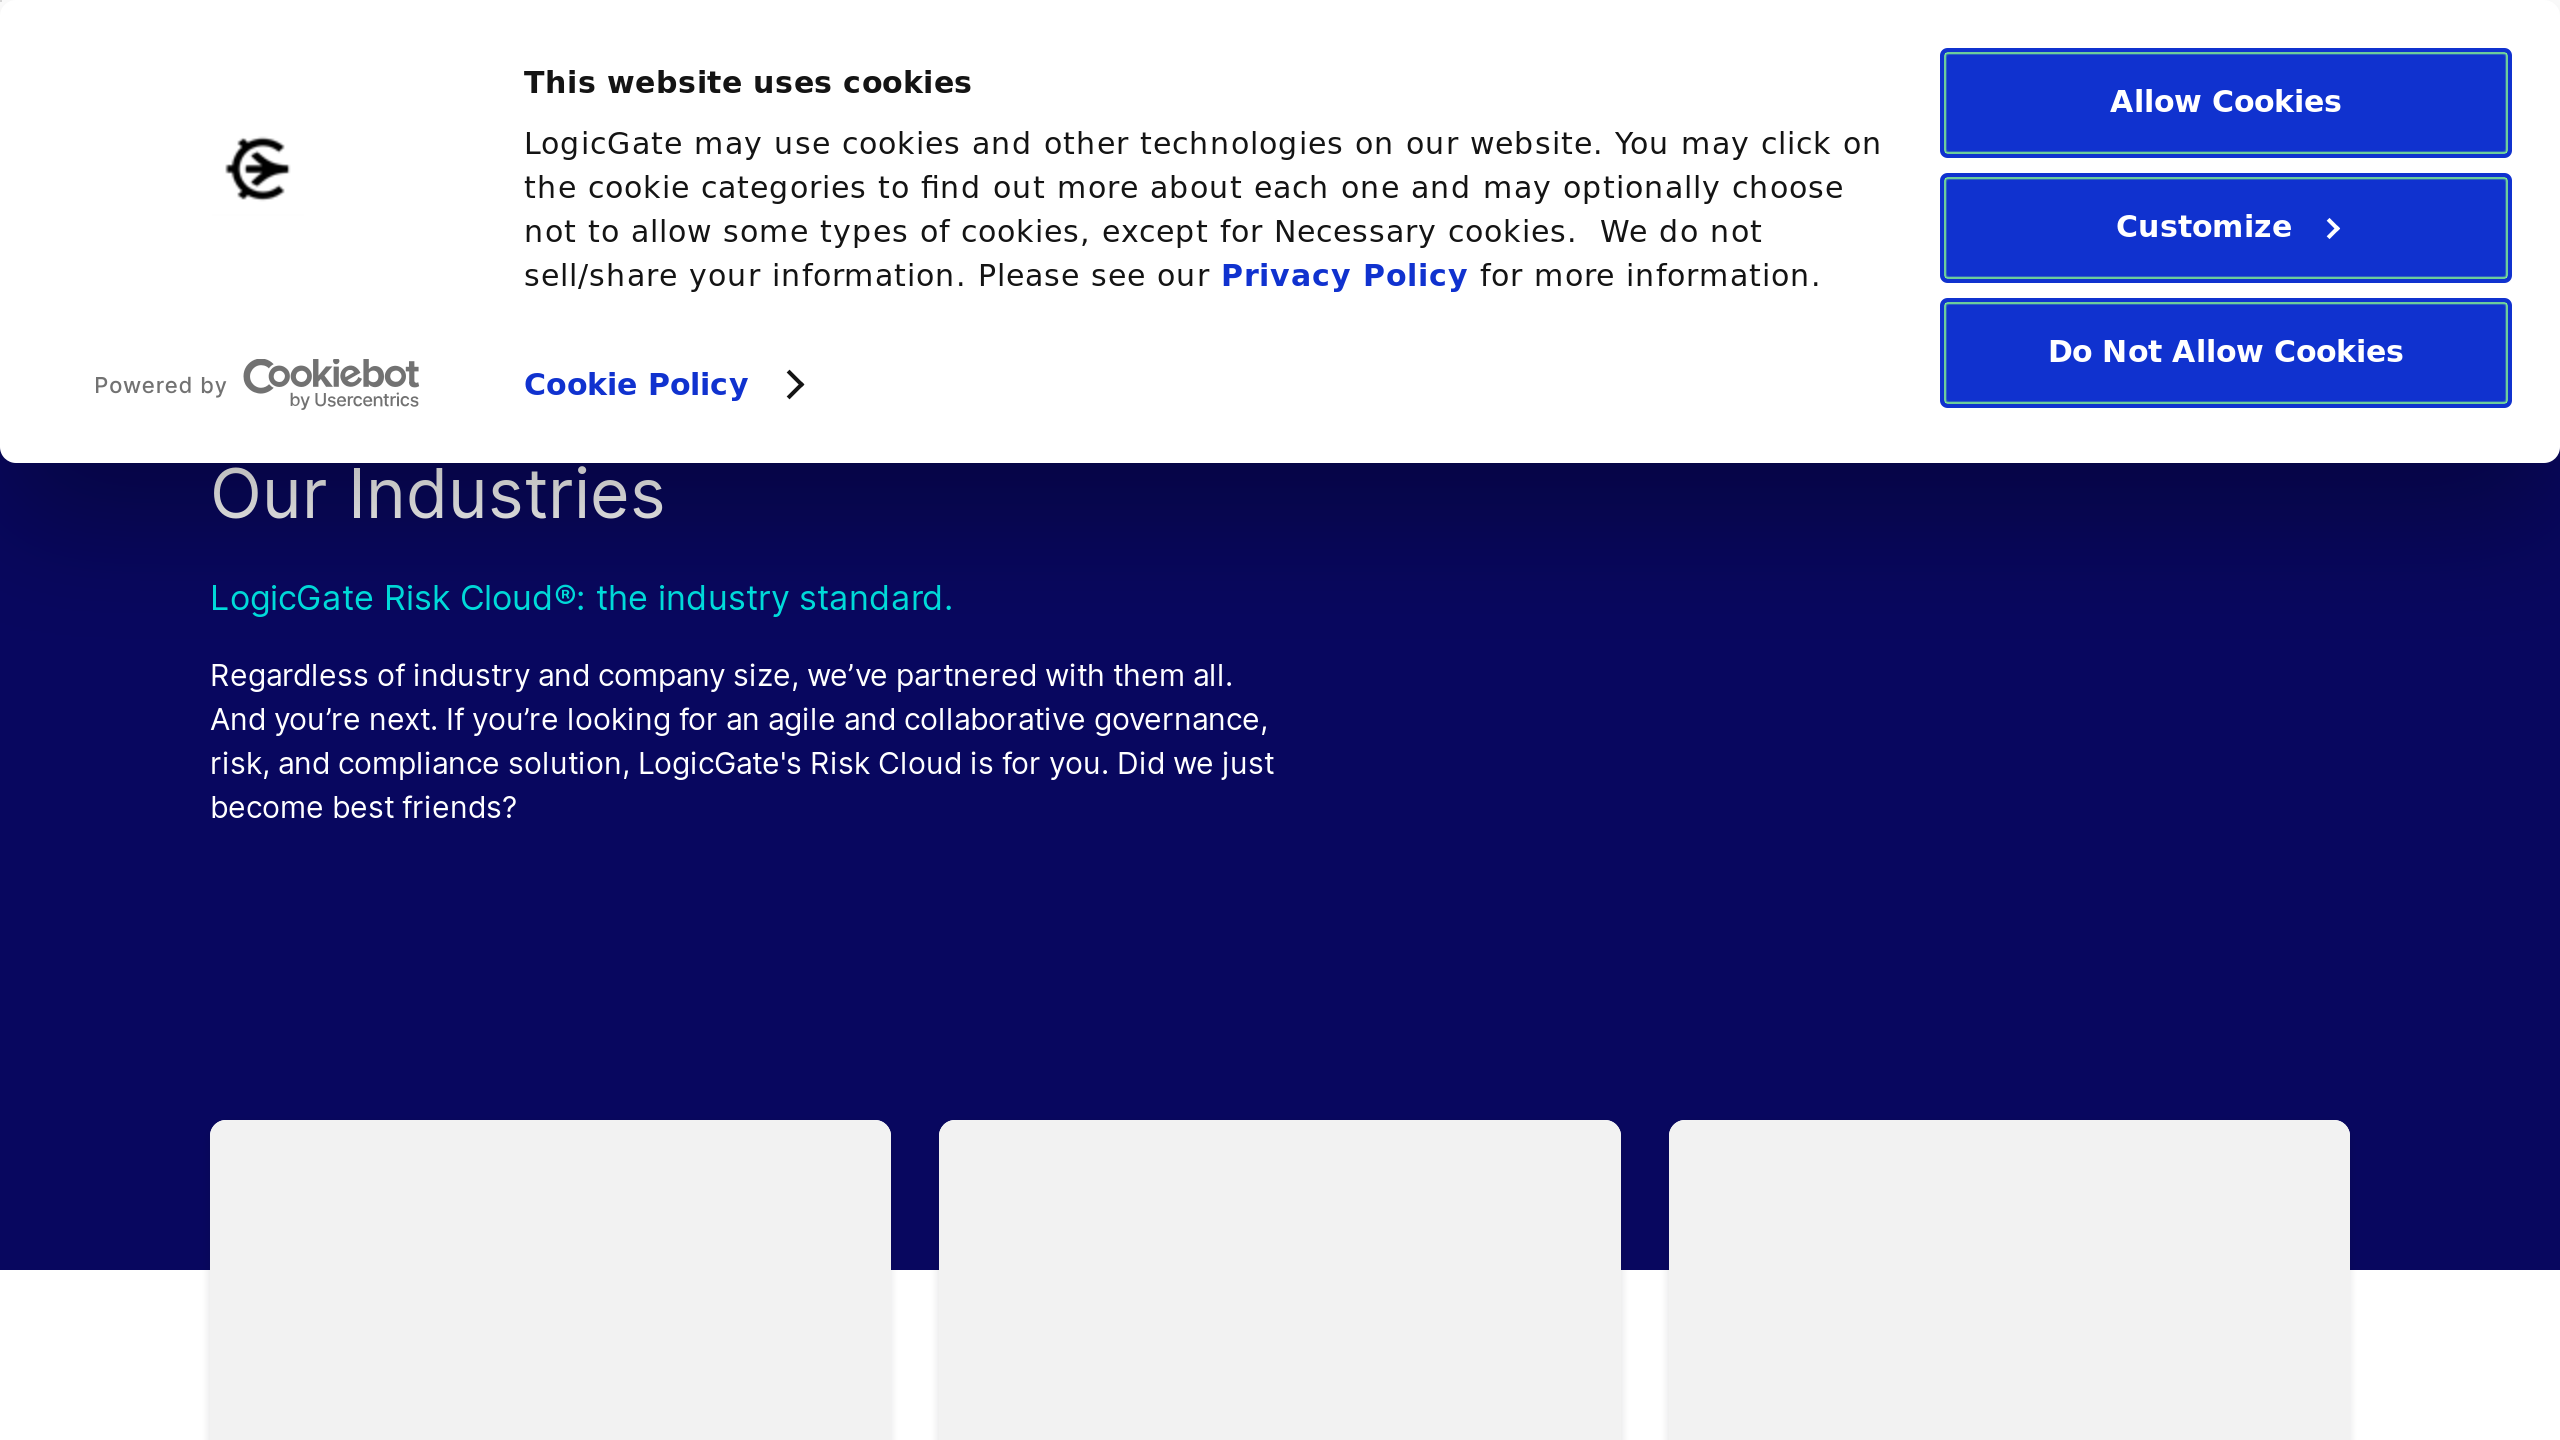 This website uses cookies
LogicGate may use cookies and other technologies on our website. You may click on
the cookie categories to find out more about each one and may optionally choose
not to allow some types of cookies, except for Necessary cookies.  We do not
sell/share your information. Please see our Privacy Policy for more information.
Allow Cookies
Customize
Do Not Allow Cookies
Powered by Cookiebot
by Usercentrics
Cookie Policy
Our Industries
LogicGate Risk Cloud®: the industry standard.
Regardless of industry and company size, we’ve partnered with them all.
And you’re next. If you’re looking for an agile and collaborative governance,
risk, and compliance solution, LogicGate's Risk Cloud is for you. Did we just
become best friends?